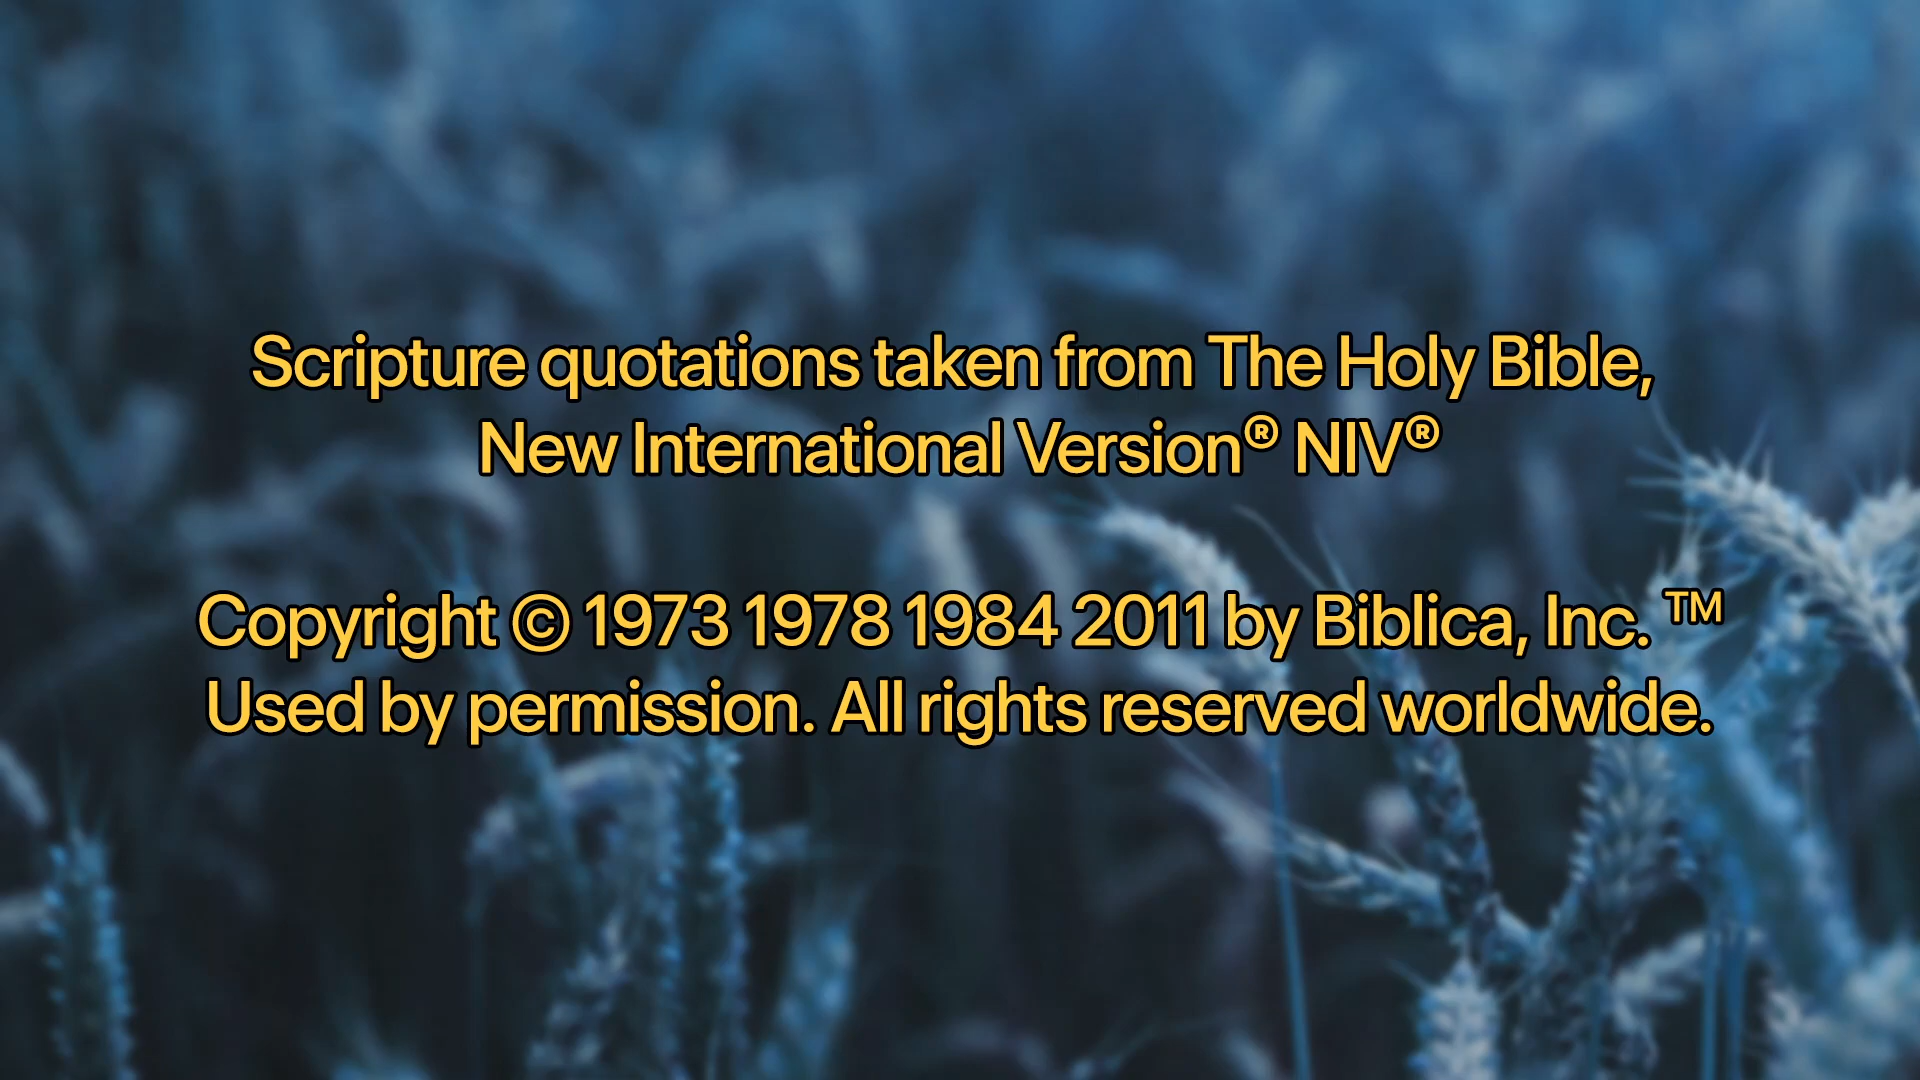 Scripture quotations taken from The Holy Bible,
New International Version® NIV®
Copyright © 1973 1978 1984 2011 by Biblica, Inc. ™
Used by permission. All rights reserved worldwide.